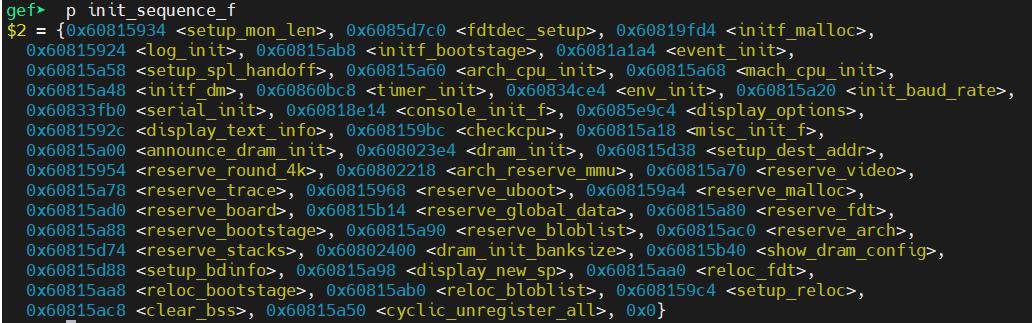 gef➤  p init_sequence_f
$2 = {0x60815934 <setup_mon_len>, 0x6085d7c0 <fdtdec_setup>, 0x60819fd4 <initf_malloc>,
  0x60815924 <log_init>, 0x60815ab8 <initf_bootstage>, 0x6081a1a4 <event_init>,
  0x60815a58 <setup_spl_handoff>, 0x60815a60 <arch_cpu_init>, 0x60815a68 <mach_cpu_init>,
  0x60815a48 <initf_dm>, 0x60860bc8 <timer_init>, 0x60834ce4 <env_init>, 0x60815a20 <init_baud_rate>,
  0x60833fb0 <serial_init>, 0x60818e14 <console_init_f>, 0x6085e9c4 <display_options>,
  0x6081592c <display_text_info>, 0x608159bc <checkcpu>, 0x60815a18 <misc_init_f>,
  0x60815a00 <announce_dram_init>, 0x608023e4 <dram_init>, 0x60815d38 <setup_dest_addr>,
  0x60815954 <reserve_round_4k>, 0x60802218 <arch_reserve_mmu>, 0x60815a70 <reserve_video>,
  0x60815a78 <reserve_trace>, 0x60815968 <reserve_uboot>, 0x608159a4 <reserve_malloc>,
  0x60815ad0 <reserve_board>, 0x60815b14 <reserve_global_data>, 0x60815a80 <reserve_fdt>,
  0x60815a88 <reserve_bootstage>, 0x60815a90 <reserve_bloblist>, 0x60815ac0 <reserve_arch>,
  0x60815d74 <reserve_stacks>, 0x60802400 <dram_init_banksize>, 0x60815b40 <show_dram_config>,
  0x60815d88 <setup_bdinfo>, 0x60815a98 <display_new_sp>, 0x60815aa0 <reloc_fdt>,
  0x60815aa8 <reloc_bootstage>, 0x60815ab0 <reloc_bloblist>, 0x608159c4 <setup_reloc>,
  0x60815ac8 <clear_bss>, 0x60815a50 <cyclic_unregister_all>, 0x0}